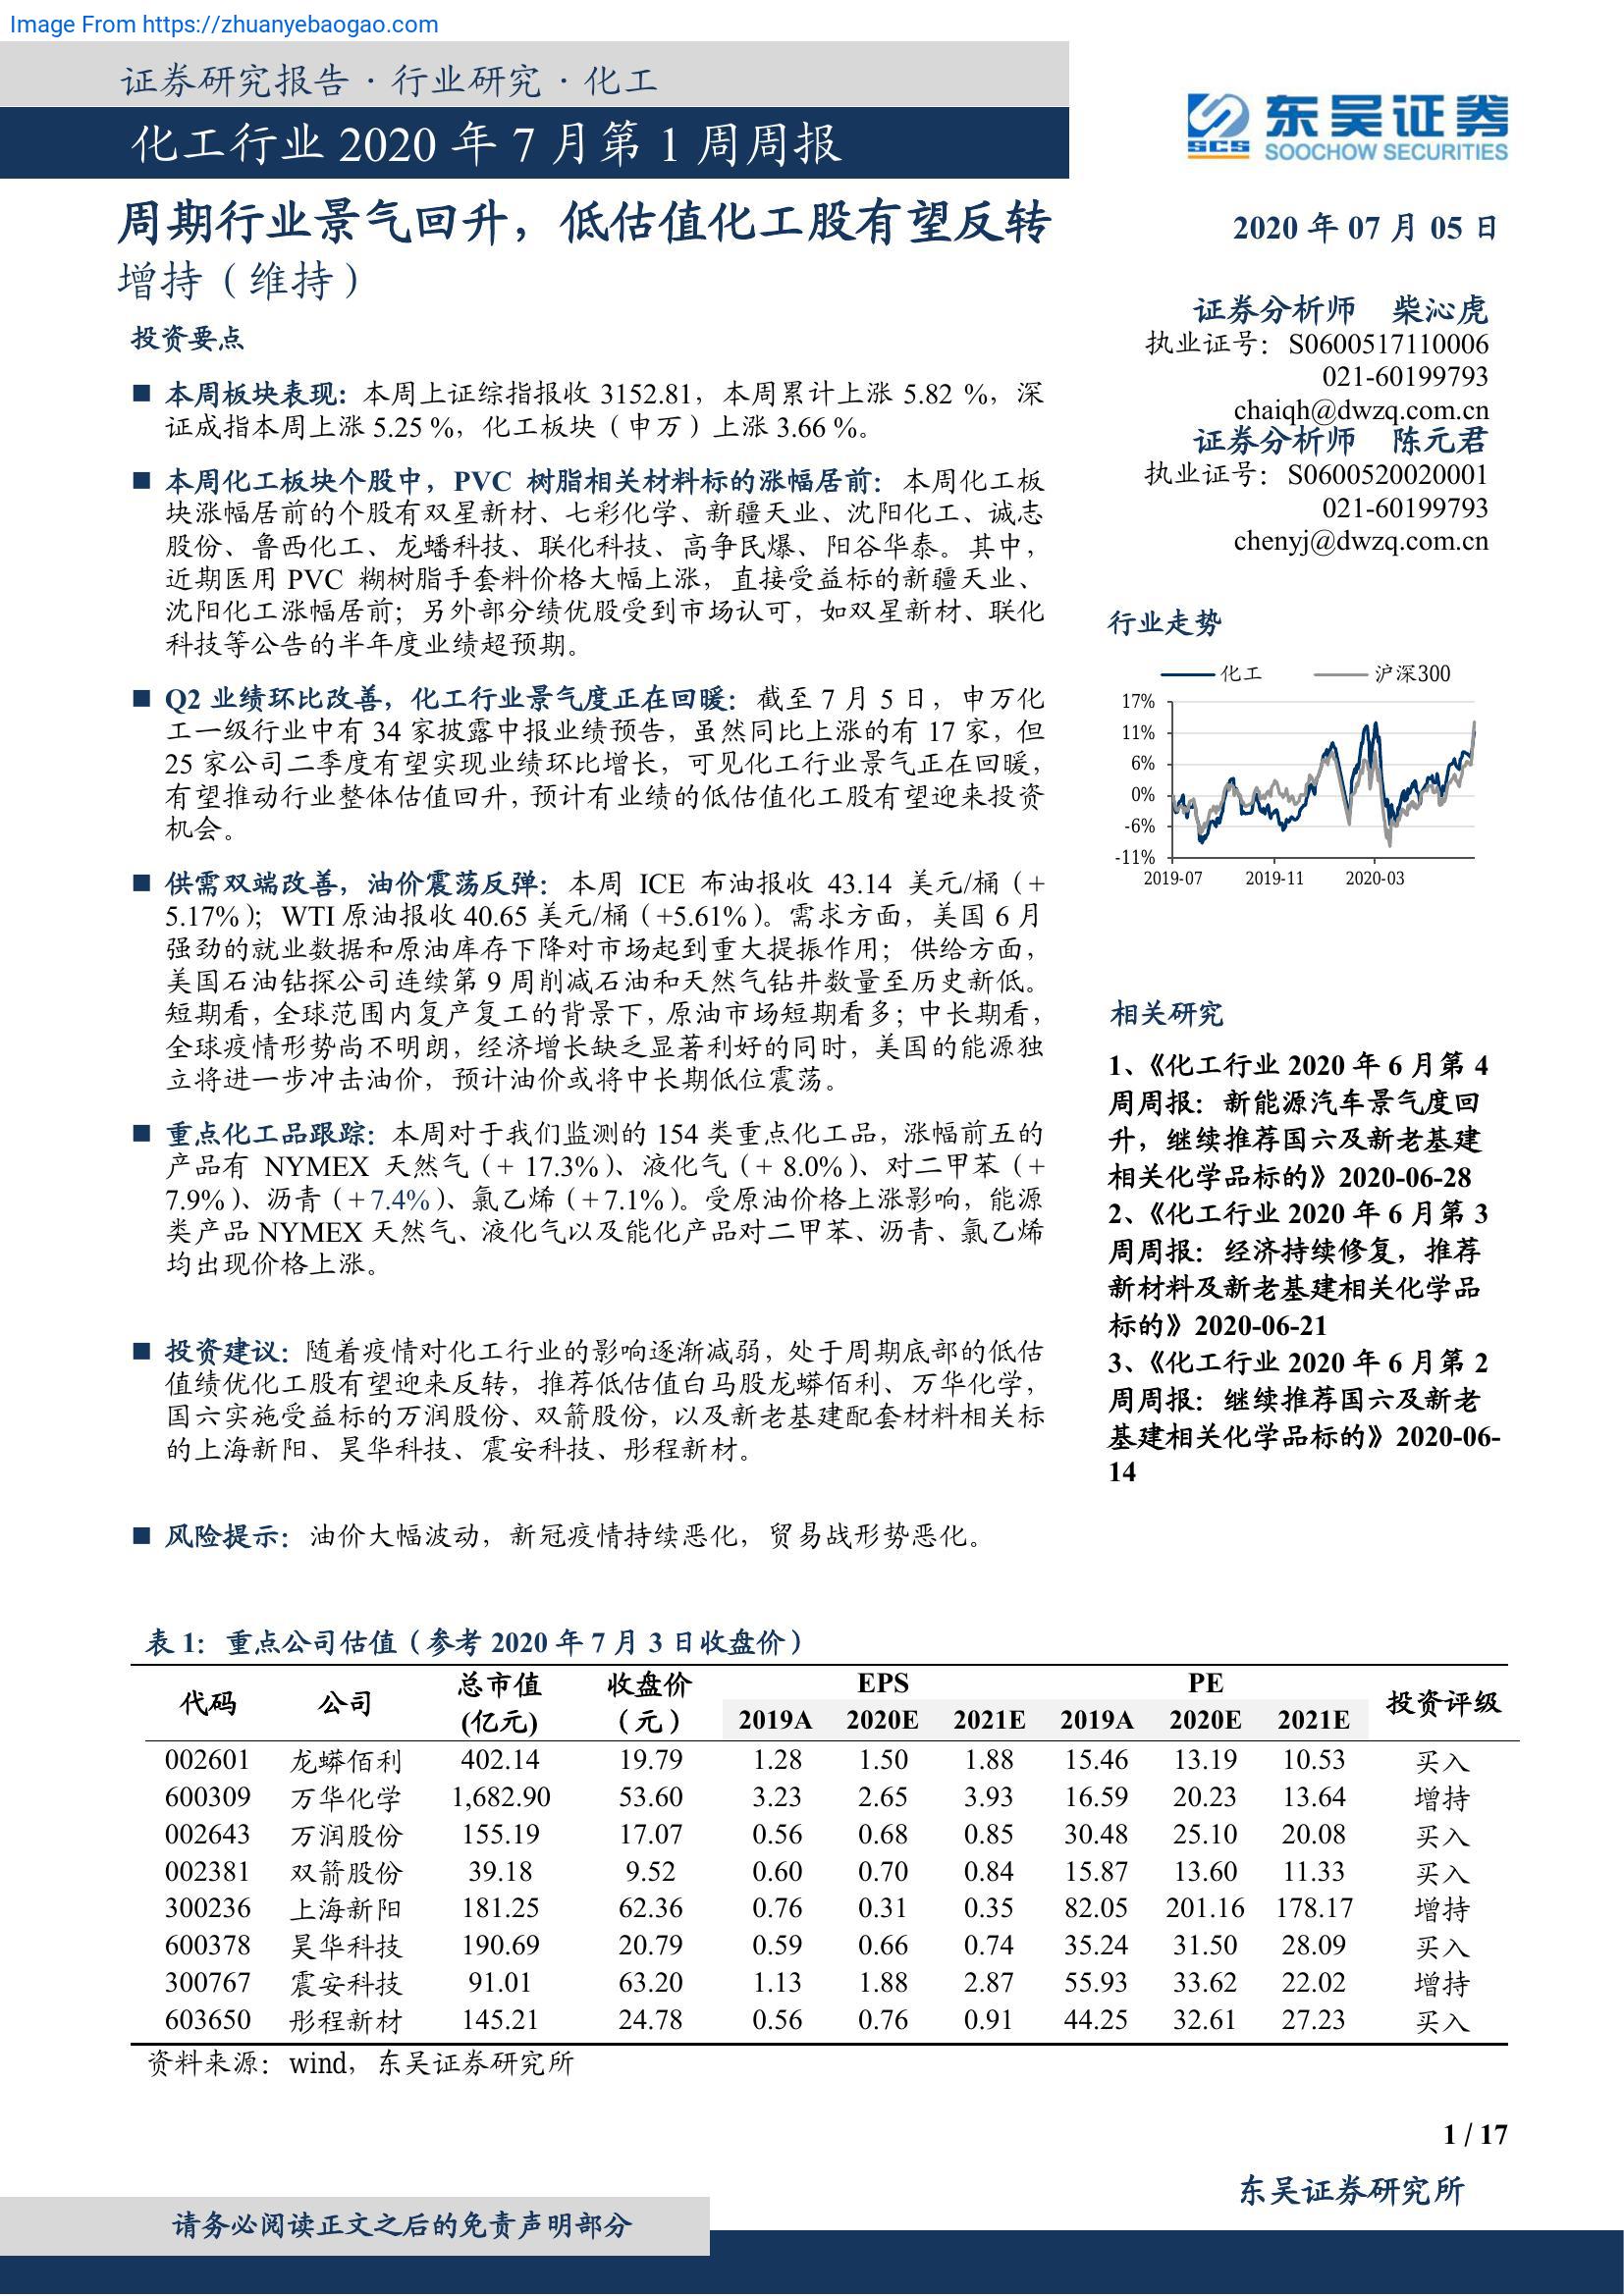 Image From https://zhuanyebaogao.com
证券研究报告·行业研究·化工
化工行业 2020 年 7 月第 1 周周报
东吴证券
SCS SOOCHOW SECURITIES
周期行业景气回升，低估值化工股有望反转
增持（维持）
2020 年 07 月 05 日
投资要点
■ 本周板块表现：本周上证综指报收 3152.81，本周累计上涨 5.82 %，深
证成指本周上涨 5.25 %，化工板块（申万）上涨 3.66 %。
■ 本周化工板块个股中，PVC 树脂相关材料标的涨幅居前：本周化工板
块涨幅居前的个股有双星新材、七彩化学、新疆天业、沈阳化工、诚志
股份、鲁西化工、龙蟠科技、联化科技、高争民爆、阳谷华泰。其中，
近期医用 PVC 糊树脂手套料价格大幅上涨，直接受益标的新疆天业、
沈阳化工涨幅居前；另外部分绩优股受到市场认可，如双星新材、联化
科技等公告的半年度业绩超预期。
■ Q2 业绩环比改善，化工行业景气度正在回暖：截至 7 月 5 日，申万化
工一级行业中有 34 家披露中报业绩预告，虽然同比上涨的有 17 家，但
25 家公司二季度有望实现业绩环比增长，可见化工行业景气正在回暖，
有望推动行业整体估值回升，预计有业绩的低估值化工股有望迎来投资
机会。
■ 供需双端改善，油价震荡反弹：本周 ICE 布油报收 43.14 美元/桶（+
5.17%）；WTI 原油报收 40.65 美元/桶（+5.61%）。需求方面，美国 6 月
强劲的就业数据和原油库存下降对市场起到重大提振作用；供给方面，
美国石油钻探公司连续第 9 周削减石油和天然气钻井数量至历史新低。
短期看，全球范围内复产复工的背景下，原油市场短期看多；中长期看，
全球疫情形势尚不明朗，经济增长缺乏显著利好的同时，美国的能源独
立将进一步冲击油价，预计油价或将中长期低位震荡。
■ 重点化工品跟踪：本周对于我们监测的 154 类重点化工品，涨幅前五的
产品有 NYMEX 天然气（+ 17.3%）、液化气（+ 8.0%）、对二甲苯（+
7.9%）、沥青（+7.4%）、氯乙烯（+7.1%）。受原油价格上涨影响，能源
类产品 NYMEX 天然气、液化气以及能化产品对二甲苯、沥青、氯乙烯
均出现价格上涨。
■ 投资建议：随着疫情对化工行业的影响逐渐减弱，处于周期底部的低估
值绩优化工股有望迎来反转，推荐低估值白马股龙蟒佰利、万华化学，
国六实施受益标的万润股份、双箭股份，以及新老基建配套材料相关标
的上海新阳、昊华科技、震安科技、彤程新材。
■ 风险提示：油价大幅波动，新冠疫情持续恶化，贸易战形势恶化。
证券分析师 柴沁虎
执业证号：S0600517110006
021-60199793
chaiqh@dwzq.com.cn
证券分析师 陈元君
执业证号：S0600520020001
021-60199793
chenyj@dwzq.com.cn
行业走势
化工 沪深300
17%
11%
6%
0%
-6%
-11%
2019-07 2019-11 2020-03
相关研究
1、《化工行业 2020 年 6 月第 4
周周报：新能源汽车景气度回
升，继续推荐国六及新老基建
相关化学品标的》2020-06-28
2、《化工行业 2020 年 6 月第 3
周周报：经济持续修复，推荐
新材料及新老基建相关化学品
标的》2020-06-21
3、《化工行业 2020 年 6 月第 2
周周报：继续推荐国六及新老
基建相关化学品标的》2020-06-
14
表 1：重点公司估值（参考 2020 年 7 月 3 日收盘价）
代码 公司 总市值 收盘价 EPS PE 投资评级
(亿元) （元） 2019A 2020E 2021E 2019A 2020E 2021E
002601 龙蟒佰利 402.14 19.79 1.28 1.50 1.88 15.46 13.19 10.53 买入
600309 万华化学 1,682.90 53.60 3.23 2.65 3.93 16.59 20.23 13.64 增持
002643 万润股份 155.19 17.07 0.56 0.68 0.85 30.48 25.10 20.08 买入
002381 双箭股份 39.18 9.52 0.60 0.70 0.84 15.87 13.60 11.33 买入
300236 上海新阳 181.25 62.36 0.76 0.31 0.35 82.05 201.16 178.17 增持
600378 昊华科技 190.69 20.79 0.59 0.66 0.74 35.24 31.50 28.09 买入
300767 震安科技 91.01 63.20 1.13 1.88 2.87 55.93 33.62 22.02 增持
603650 彤程新材 145.21 24.78 0.56 0.76 0.91 44.25 32.61 27.23 买入
资料来源：wind，东吴证券研究所
1 / 17
东吴证券研究所
请务必阅读正文之后的免责声明部分